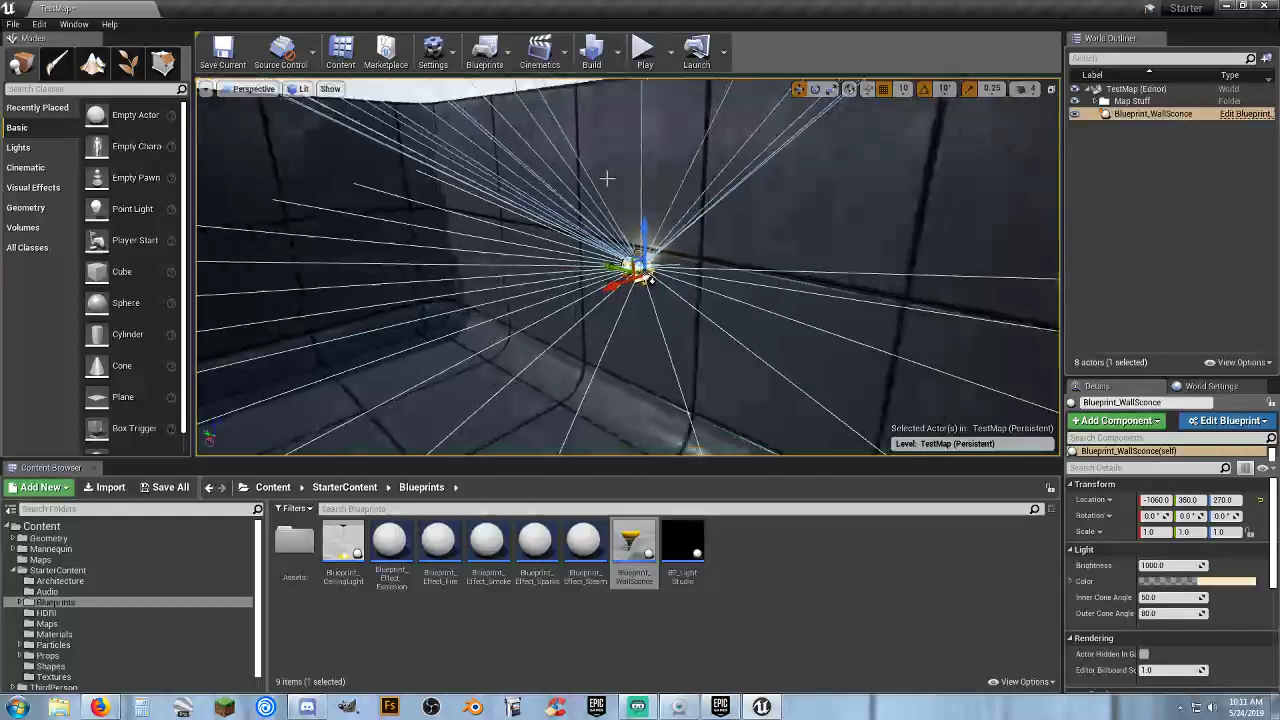 TestMap*
Starter
File Edit Window Help
Modes
Search Classes
Recently Placed
Basic
Lights
Cinematic
Visual Effects
Geometry
Volumes
All Classes
Empty Actor
Empty Chara
Empty Pawn
Point Light
Player Start
Cube
Sphere
Cylinder
Cone
Plane
Box Trigger
Save Current Source Control Content Marketplace Settings Blueprints Cinematics Build Play Launch
Perspective Lit Show
10 10° 0.25 4
Selected Actor(s) in: TestMap (Persistent)
Level: TestMap (Persistent)
World Outliner
Search
Label Type
TestMap (Editor) World
Map Stuff Folder
Blueprint_WallSconce Edit Blueprint
8 actors (1 selected) View Options
Details World Settings
Blueprint_WallSconce
+Add Component Edit Blueprint
Search Components
Blueprint_WallSconce(self)
Search Details
Transform
Location -1060.0 350.0 270.0
Rotation 0.0° 0.0° 0.0°
Scale 1.0 1.0 1.0
Light
Brightness 1000.0
Color
Inner Cone Angle 50.0
Outer Cone Angle 80.0
Rendering
Actor Hidden In G
Editor Billboard Sc 1.0
Content Browser
Add New Import Save All Content StarterContent Blueprints
Search Folders
Content
Geometry
Mannequin
Maps
StarterContent
Architecture
Audio
Blueprints
HDRI
Maps
Materials
Particles
Props
Shapes
Textures
ThirdPerson
Filters Search Blueprints
Assets
Blueprint_
CeilingLight
Blueprint_
Effect_
Explosion
Blueprint_
Effect_Fire
Blueprint_
Effect_Smoke
Blueprint_
Effect_Sparks
Blueprint_
Effect_Steam
Blueprint_
WallSconce
BP_Light
Studio
9 items (1 selected) View Options
Fs
EPIC
EPIC
10:11 AM
5/24/2019